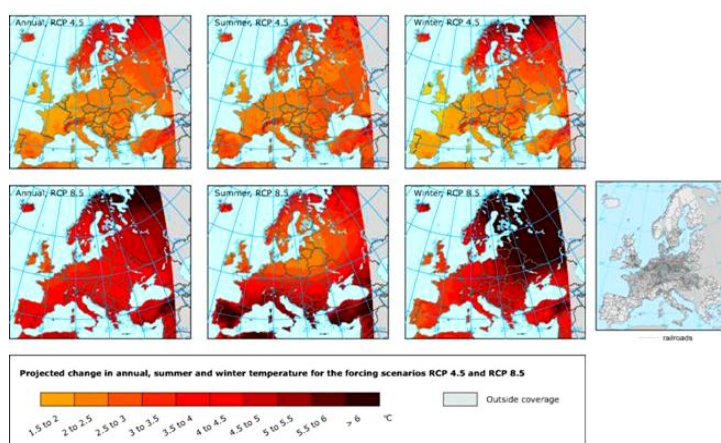 Annual, RCP 4.5
Summer, RCP 4.5
Winter, RCP 4.5
Annual, RCP 8.5
Summer, RCP 8.5
Winter, RCP 8.5
railroads
Projected change in annual, summer and winter temperature for the forcing scenarios RCP 4.5 and RCP 8.5
1.5 to 2
2 to 2.5
2.5 to 3
3 to 3.5
3.5 to 4
4 to 4.5
4.5 to 5
5 to 5.5
5.5 to 6
> 6
°C
Outside coverage